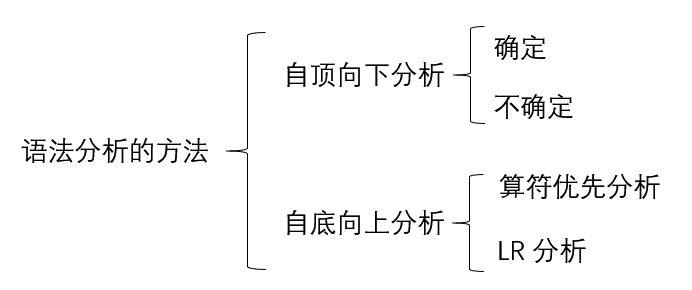 语法分析的方法
自顶向下分析
确定
不确定
自底向上分析
算符优先分析
LR 分析